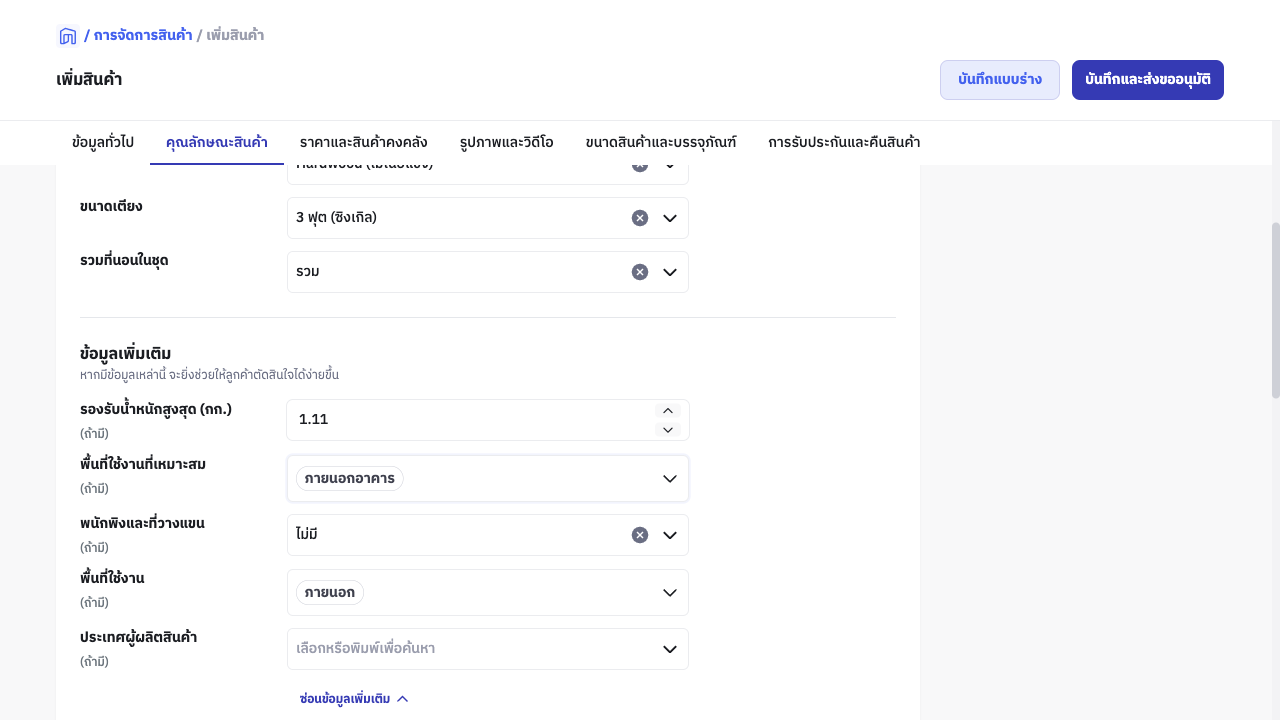 / การจัดการสินค้า / เพิ่มสินค้า
เพิ่มสินค้า
บันทึกแบบร่าง
บันทึกและส่งขออนุมัติ
ข้อมูลทั่วไป
คุณลักษณะสินค้า
ราคาและสินค้าคงคลัง
รูปภาพและวิดีโอ
ขนาดสินค้าและบรรจุภัณฑ์
การรับประกันและคืนสินค้า
ขนาดเตียง
3 ฟุต (ซิงเกิล)
รวมที่นอนในชุด
รวม
ข้อมูลเพิ่มเติม
หากมีข้อมูลเหล่านี้ จะยิ่งช่วยให้ลูกค้าตัดสินใจได้ง่ายขึ้น
รองรับน้ำหนักสูงสุด (กก.)
(ถ้ามี)
1.11
พื้นที่ใช้งานที่เหมาะสม
(ถ้ามี)
ภายนอกอาคาร
พนักพิงและที่วางแขน
(ถ้ามี)
ไม่มี
พื้นที่ใช้งาน
(ถ้ามี)
ภายนอก
ประเทศผู้ผลิตสินค้า
(ถ้ามี)
เลือกหรือพิมพ์เพื่อค้นหา
ซ่อนข้อมูลเพิ่มเติม